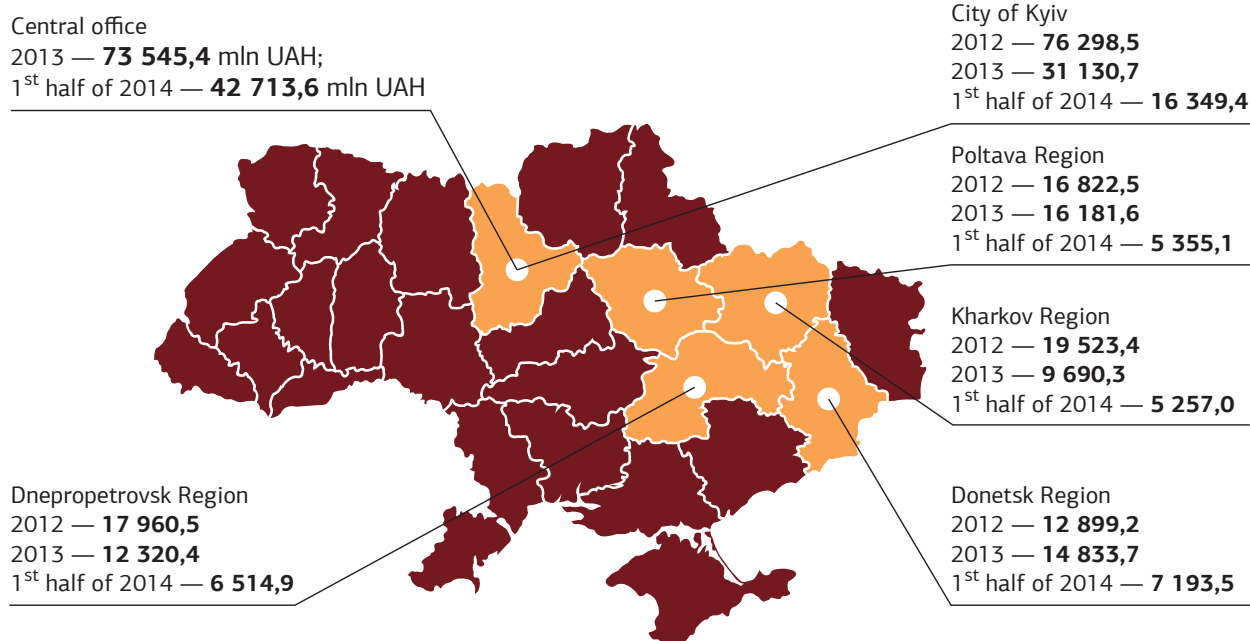 Central office
2013 — 73 545,4 mln UAH;
1st half of 2014 — 42 713,6 mln UAH
City of Kyiv
2012 — 76 298,5
2013 — 31 130,7
1st half of 2014 — 16 349,4
Poltava Region
2012 — 16 822,5
2013 — 16 181,6
1st half of 2014 — 5 355,1
Kharkov Region
2012 — 19 523,4
2013 — 9 690,3
1st half of 2014 — 5 257,0
Dnepropetrovsk Region
2012 — 17 960,5
2013 — 12 320,4
1st half of 2014 — 6 514,9
Donetsk Region
2012 — 12 899,2
2013 — 14 833,7
1st half of 2014 — 7 193,5